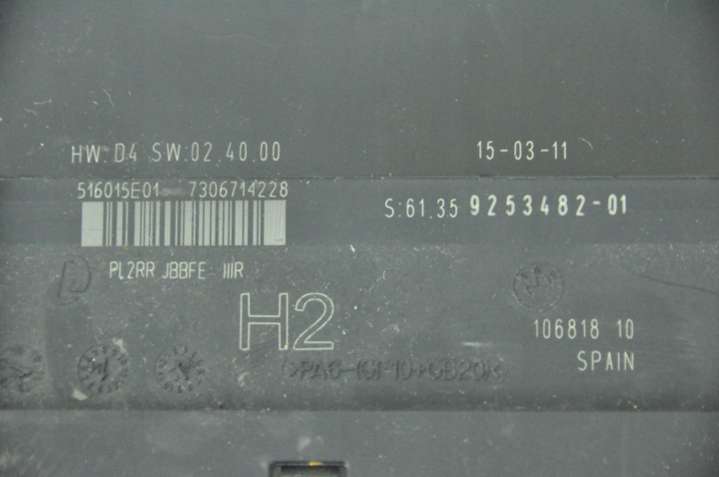 HW:D4 SW:02.40.00
15-03-11
516015E01 7306714228
S:61.35 9253482-01
PL2RR JBBFE IIIR
H2
106818 10
SPAIN